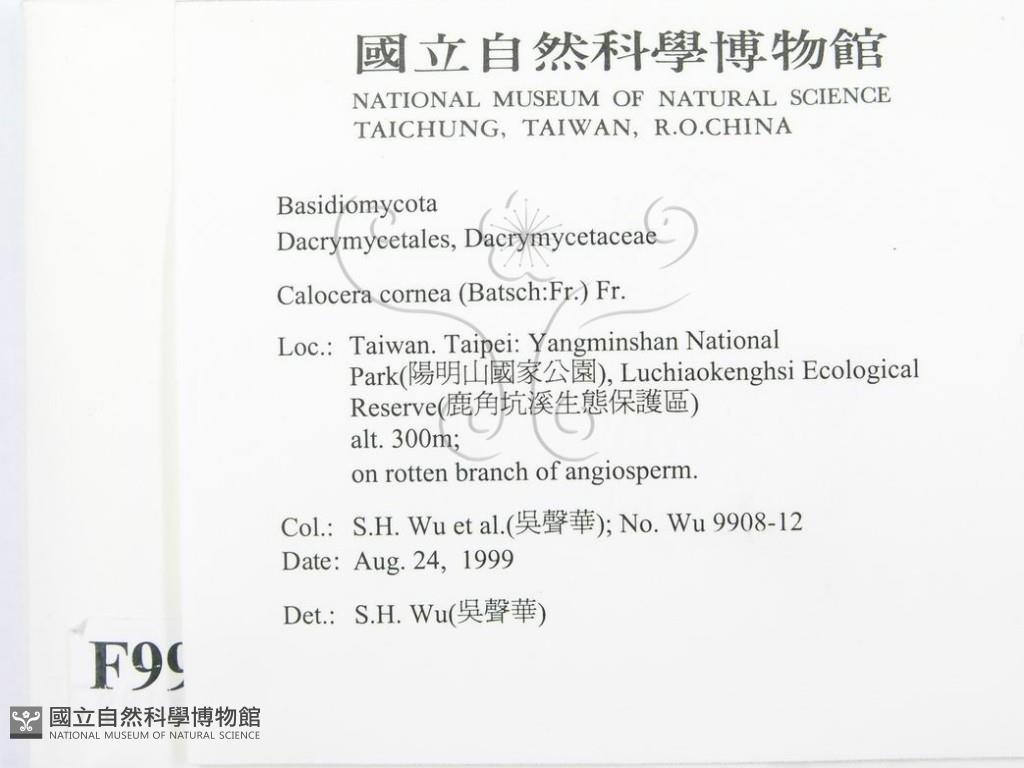 國立自然科學博物館
NATIONAL MUSEUM OF NATURAL SCIENCE
TAICHUNG, TAIWAN, R.O.CHINA
Basidiomycota
Dacrymycetales, Dacrymycetaceae
Calocera cornea (Batsch:Fr.) Fr.
Loc.: Taiwan. Taipei: Yangminshan National
Park(陽明山國家公園), Luchiaokenghsi Ecological
Reserve(鹿角坑溪生態保護區)
alt. 300m;
on rotten branch of angiosperm.
Col.: S.H. Wu et al.(吳聲華); No. Wu 9908-12
Date: Aug. 24, 1999
Det.: S.H. Wu(吳聲華)
F99
國立自然科學博物館
NATIONAL MUSEUM OF NATURAL SCIENCE